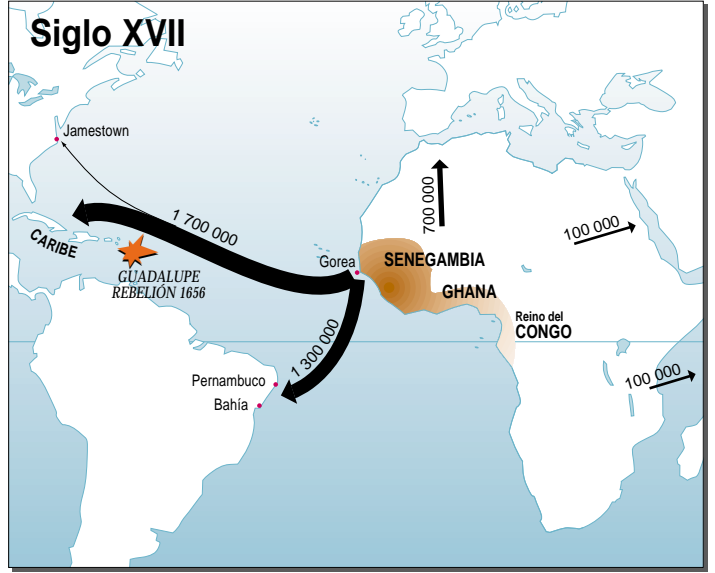 Siglo XVII
Jamestown
1 700 000
CARIBE
GUADALUPE
REBELIÓN 1656
Gorea
700 000
100 000
SENEGAMBIA
GHANA
Reino del
CONGO
1 300 000
100 000
Pernambuco
Bahía